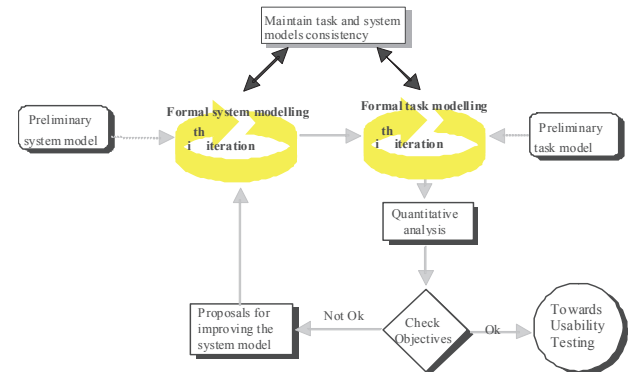 Maintain task and system
models consistency
Formal system modelling
th
i iteration
Formal task modelling
th
i iteration
Preliminary
system model
Preliminary
task model
Quantitative
analysis
Proposals for
improving the
system model
Not Ok
Check
Objectives
Ok
Towards
Usability
Testing